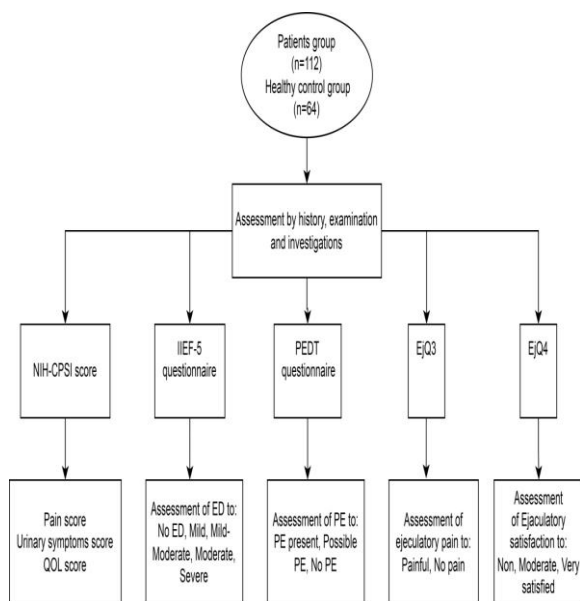 Patients group
(n=112)
Healthy control group
(n=64)
Assessment by history, examination
and investigations
NIH-CPSI score
IIEF-5
questionnaire
PEDT
questionnaire
EjQ3
EjQ4
Pain score
Urinary symptoms score
QOL score
Assessment of ED to:
No ED, Mild, Mild-
Moderate, Moderate,
Severe
Assessment of PE to:
PE present, Possible
PE, No PE
Assessment of
ejeculatory pain to:
Painful, No pain
Assessment
of Ejaculatory
satisfaction to:
Non, Moderate, Very
satisfied